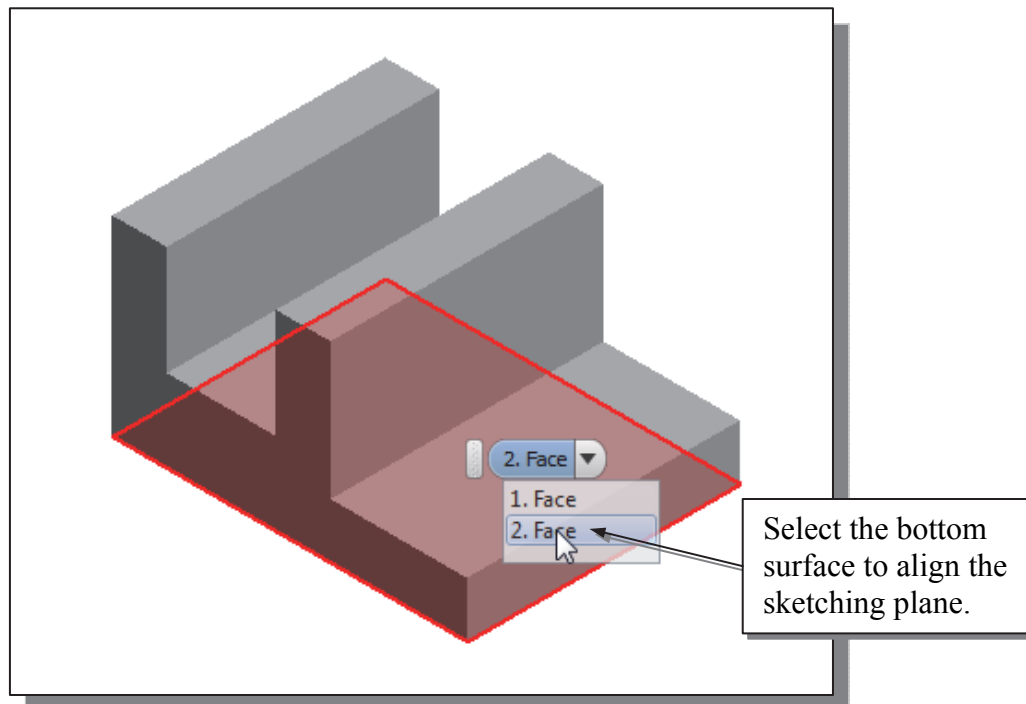 2. Face
1. Face
2. Face
Select the bottom
surface to align the
sketching plane.